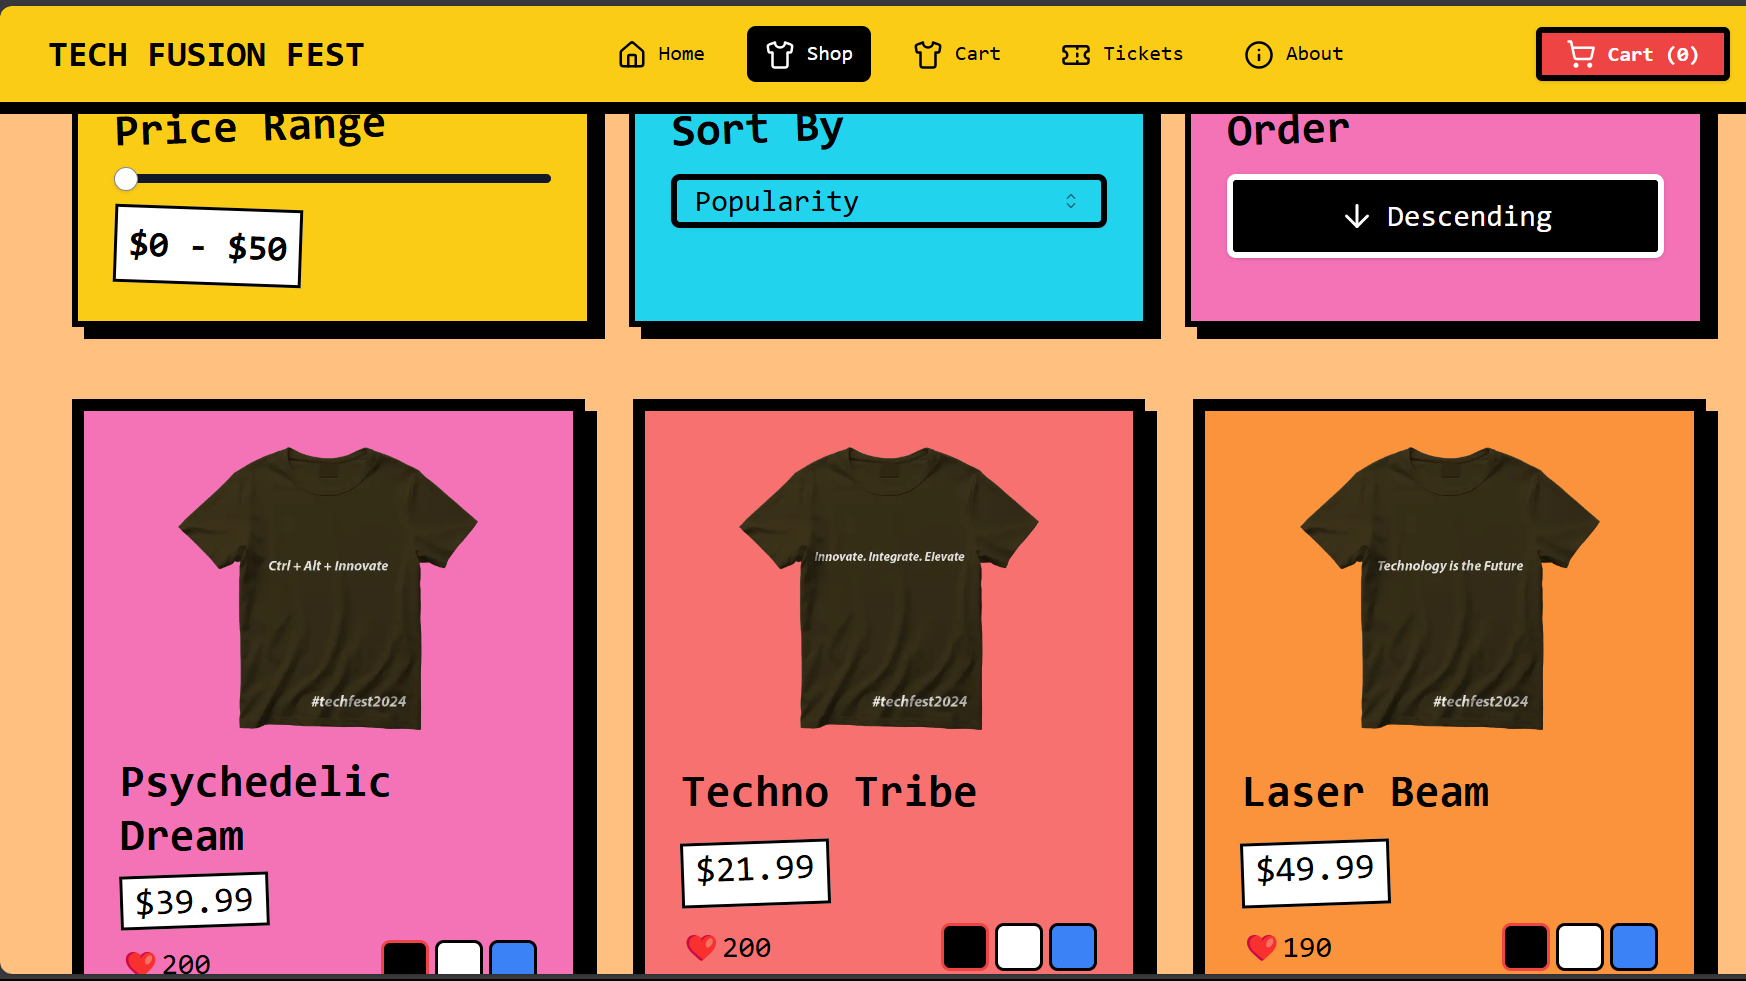 TECH FUSION FEST
Home
Shop
Cart
Tickets
About
Cart (0)
Price Range
$0 - $50
Sort By
Popularity
Order
Descending
Ctrl + Alt + Innovate
#techfest2024
Psychedelic
Dream
$39.99
200
Innovate. Integrate. Elevate
#techfest2024
Techno Tribe
$21.99
200
Technology is the Future
#techfest2024
Laser Beam
$49.99
190